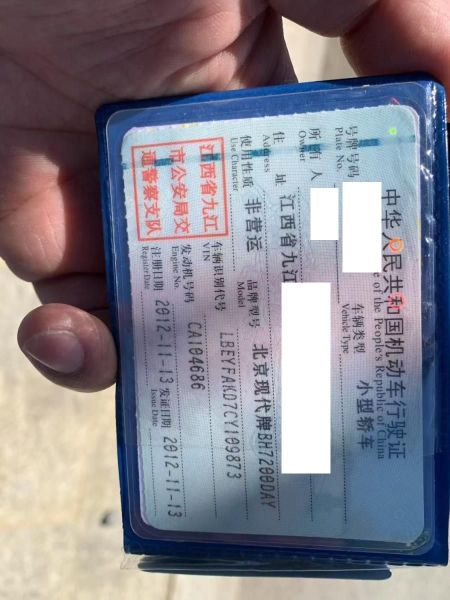 中华人民共和国机动车行驶证
e of the People's Republic of China
号牌号码
Plate No.
车辆类型 小型轿车
Vehicle Type
所有人
Owner
住址 江西省九江
Address
使用性质 非营运 品牌型号 北京现代牌BH7200DAY
Use Character Model
江西省九江
市公安局交
通警察支队
车辆识别代号 LBEYFAKD7CY109873
VIN
发动机号码 CA104686
Engine No.
注册日期 2012-11-13 发证日期 2012-11-13
Register Date Issue Date